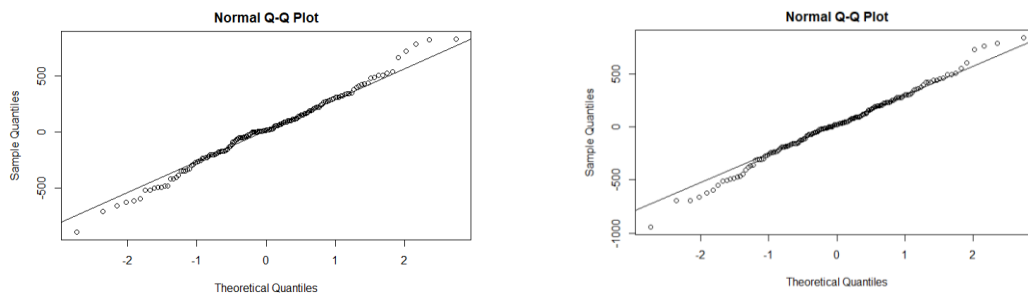 Normal Q-Q Plot
Sample Quantiles
500
0
-500
-2 -1 0 1 2
Theoretical Quantiles
Normal Q-Q Plot
Sample Quantiles
500
0
-500
-1000
-2 -1 0 1 2
Theoretical Quantiles